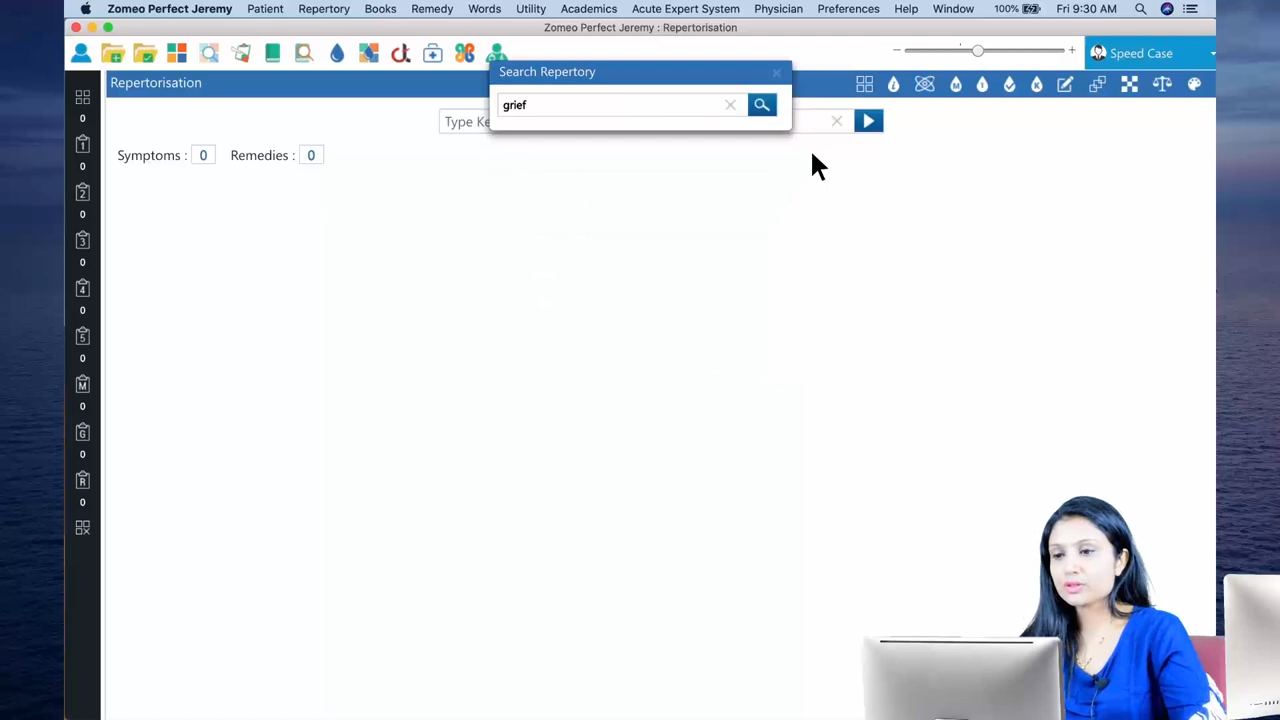 Zomeo Perfect Jeremy Patient Repertory Books Remedy Words Utility Academics Acute Expert System Physician Preferences Help Window 100% Fri 9:30 AM
Zomeo Perfect Jeremy : Repertorisation
Speed Case
Search Repertory
Repertorisation
grief
Type Ke
Symptoms : 0 Remedies : 0
0
1
0
2
0
3
0
4
0
5
0
M
0
G
0
R
0